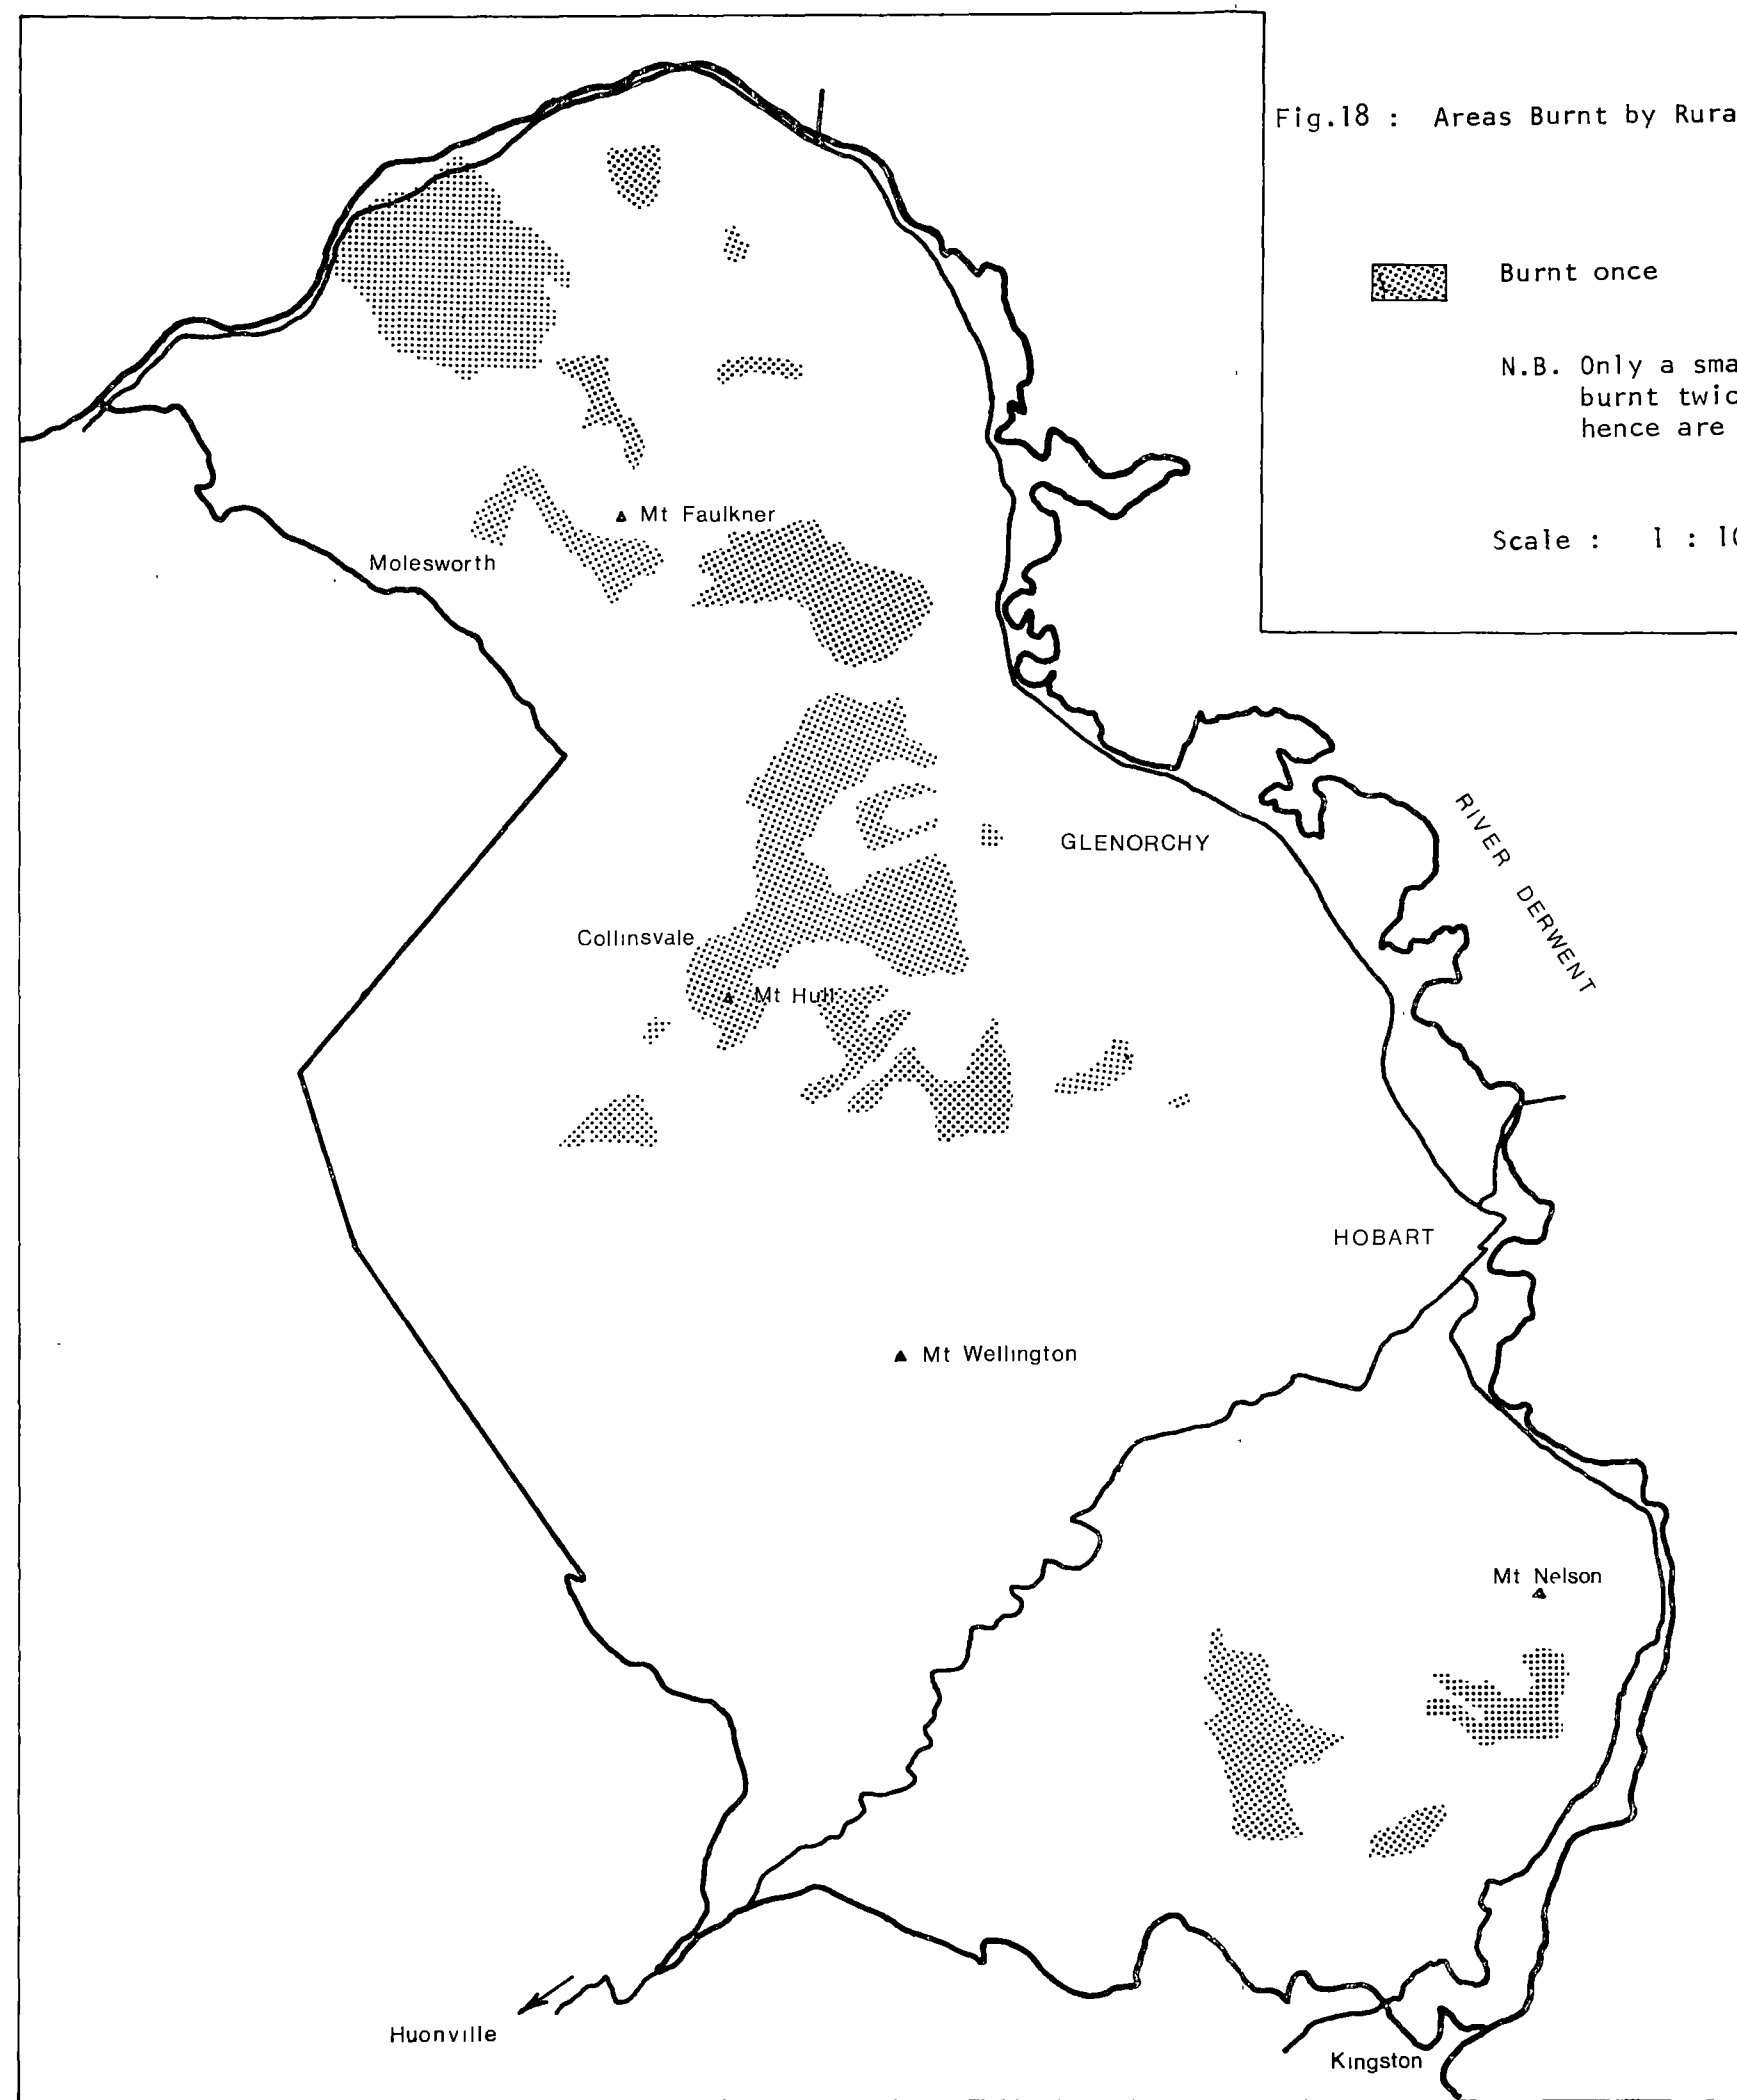 Fig.18 : Areas Burnt by Rura
Burnt once
N.B. Only a sma
burnt twic
hence are
Scale : 1 : 10
Mt Faulkner
Molesworth
GLENORCHY
RIVER DERWENT
Collinsvale
Mt Hull
HOBART
Mt Wellington
Mt Nelson
Huonville
Kingston